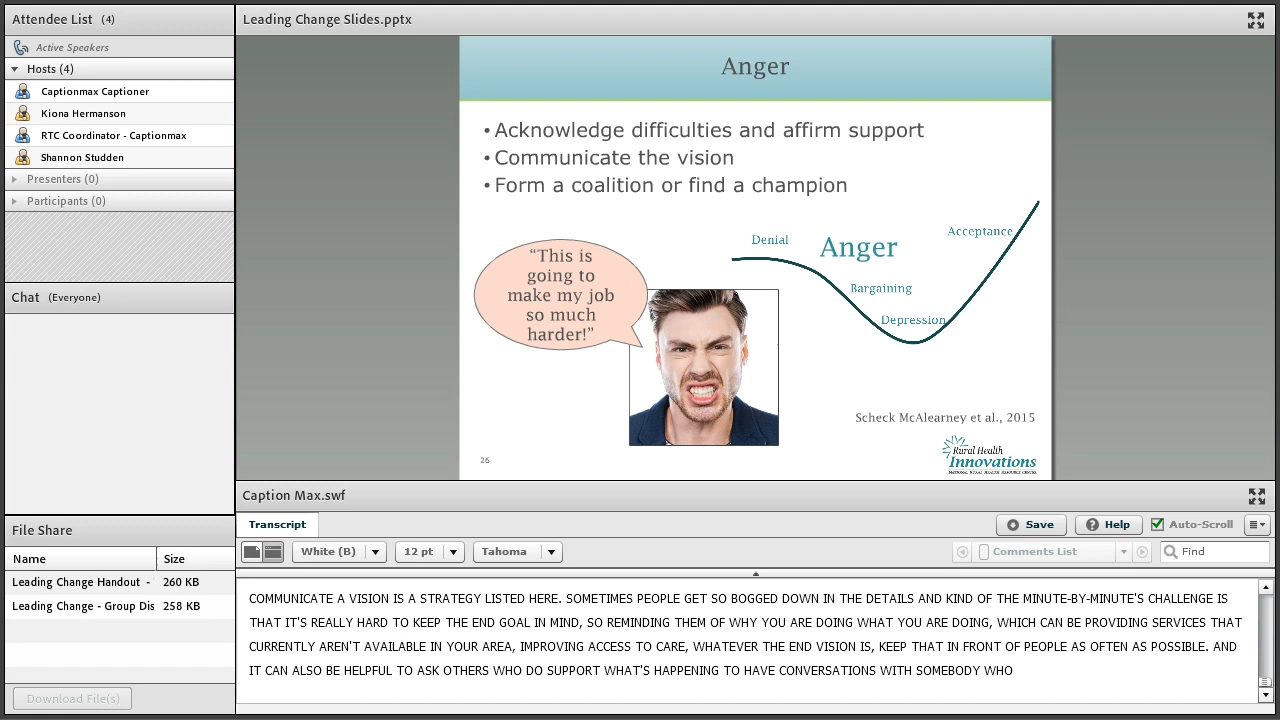 Attendee List (4)
Active Speakers
Hosts (4)
Captionmax Captioner
Kiona Hermanson
RTC Coordinator - Captionmax
Shannon Studden
Presenters (0)
Participants (0)
Chat (Everyone)
File Share
Name Size
Leading Change Handout - 260 KB
Leading Change - Group Dis 258 KB
Download File(s)
Leading Change Slides.pptx
Anger
• Acknowledge difficulties and affirm support
• Communicate the vision
• Form a coalition or find a champion
“This is
going to
make my job
so much
harder!”
Denial
Anger
Acceptance
Bargaining
Depression
Scheck McAlearney et al., 2015
26
Rural Health
Innovations
NATIONAL RURAL HEALTH RESOURCE CENTER
Caption Max.swf
Transcript
Save
Help
Auto-Scroll
White (B)
12 pt
Tahoma
Comments List
Find
COMMUNICATE A VISION IS A STRATEGY LISTED HERE. SOMETIMES PEOPLE GET SO BOGGED DOWN IN THE DETAILS AND KIND OF THE MINUTE-BY-MINUTE'S CHALLENGE IS
THAT IT'S REALLY HARD TO KEEP THE END GOAL IN MIND, SO REMINDING THEM OF WHY YOU ARE DOING WHAT YOU ARE DOING, WHICH CAN BE PROVIDING SERVICES THAT
CURRENTLY AREN'T AVAILABLE IN YOUR AREA, IMPROVING ACCESS TO CARE, WHATEVER THE END VISION IS, KEEP THAT IN FRONT OF PEOPLE AS OFTEN AS POSSIBLE. AND
IT CAN ALSO BE HELPFUL TO ASK OTHERS WHO DO SUPPORT WHAT'S HAPPENING TO HAVE CONVERSATIONS WITH SOMEBODY WHO